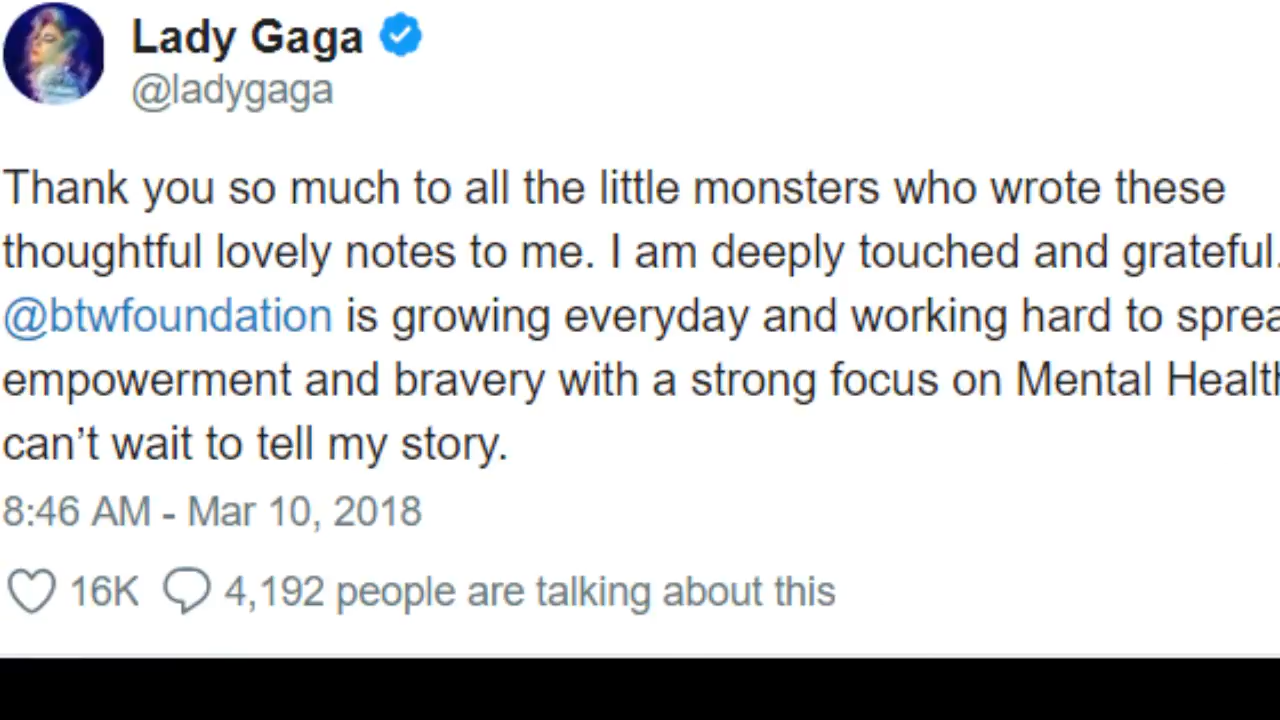 Lady Gaga
@ladygaga
Thank you so much to all the little monsters who wrote these
thoughtful lovely notes to me. I am deeply touched and grateful.
@btwfoundation is growing everyday and working hard to sprea
empowerment and bravery with a strong focus on Mental Health
can’t wait to tell my story.
8:46 AM - Mar 10, 2018
16K 4,192 people are talking about this